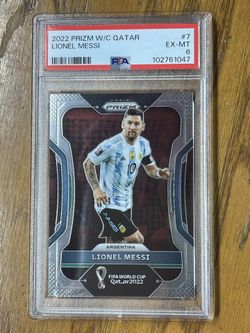 2022 PRIZM W/C QATAR #7
LIONEL MESSI EX-MT
6
PSA 102761047
PRIZM
10
ARGENTINA
LIONEL MESSI
FIFA WORLD CUP
Qatar2022